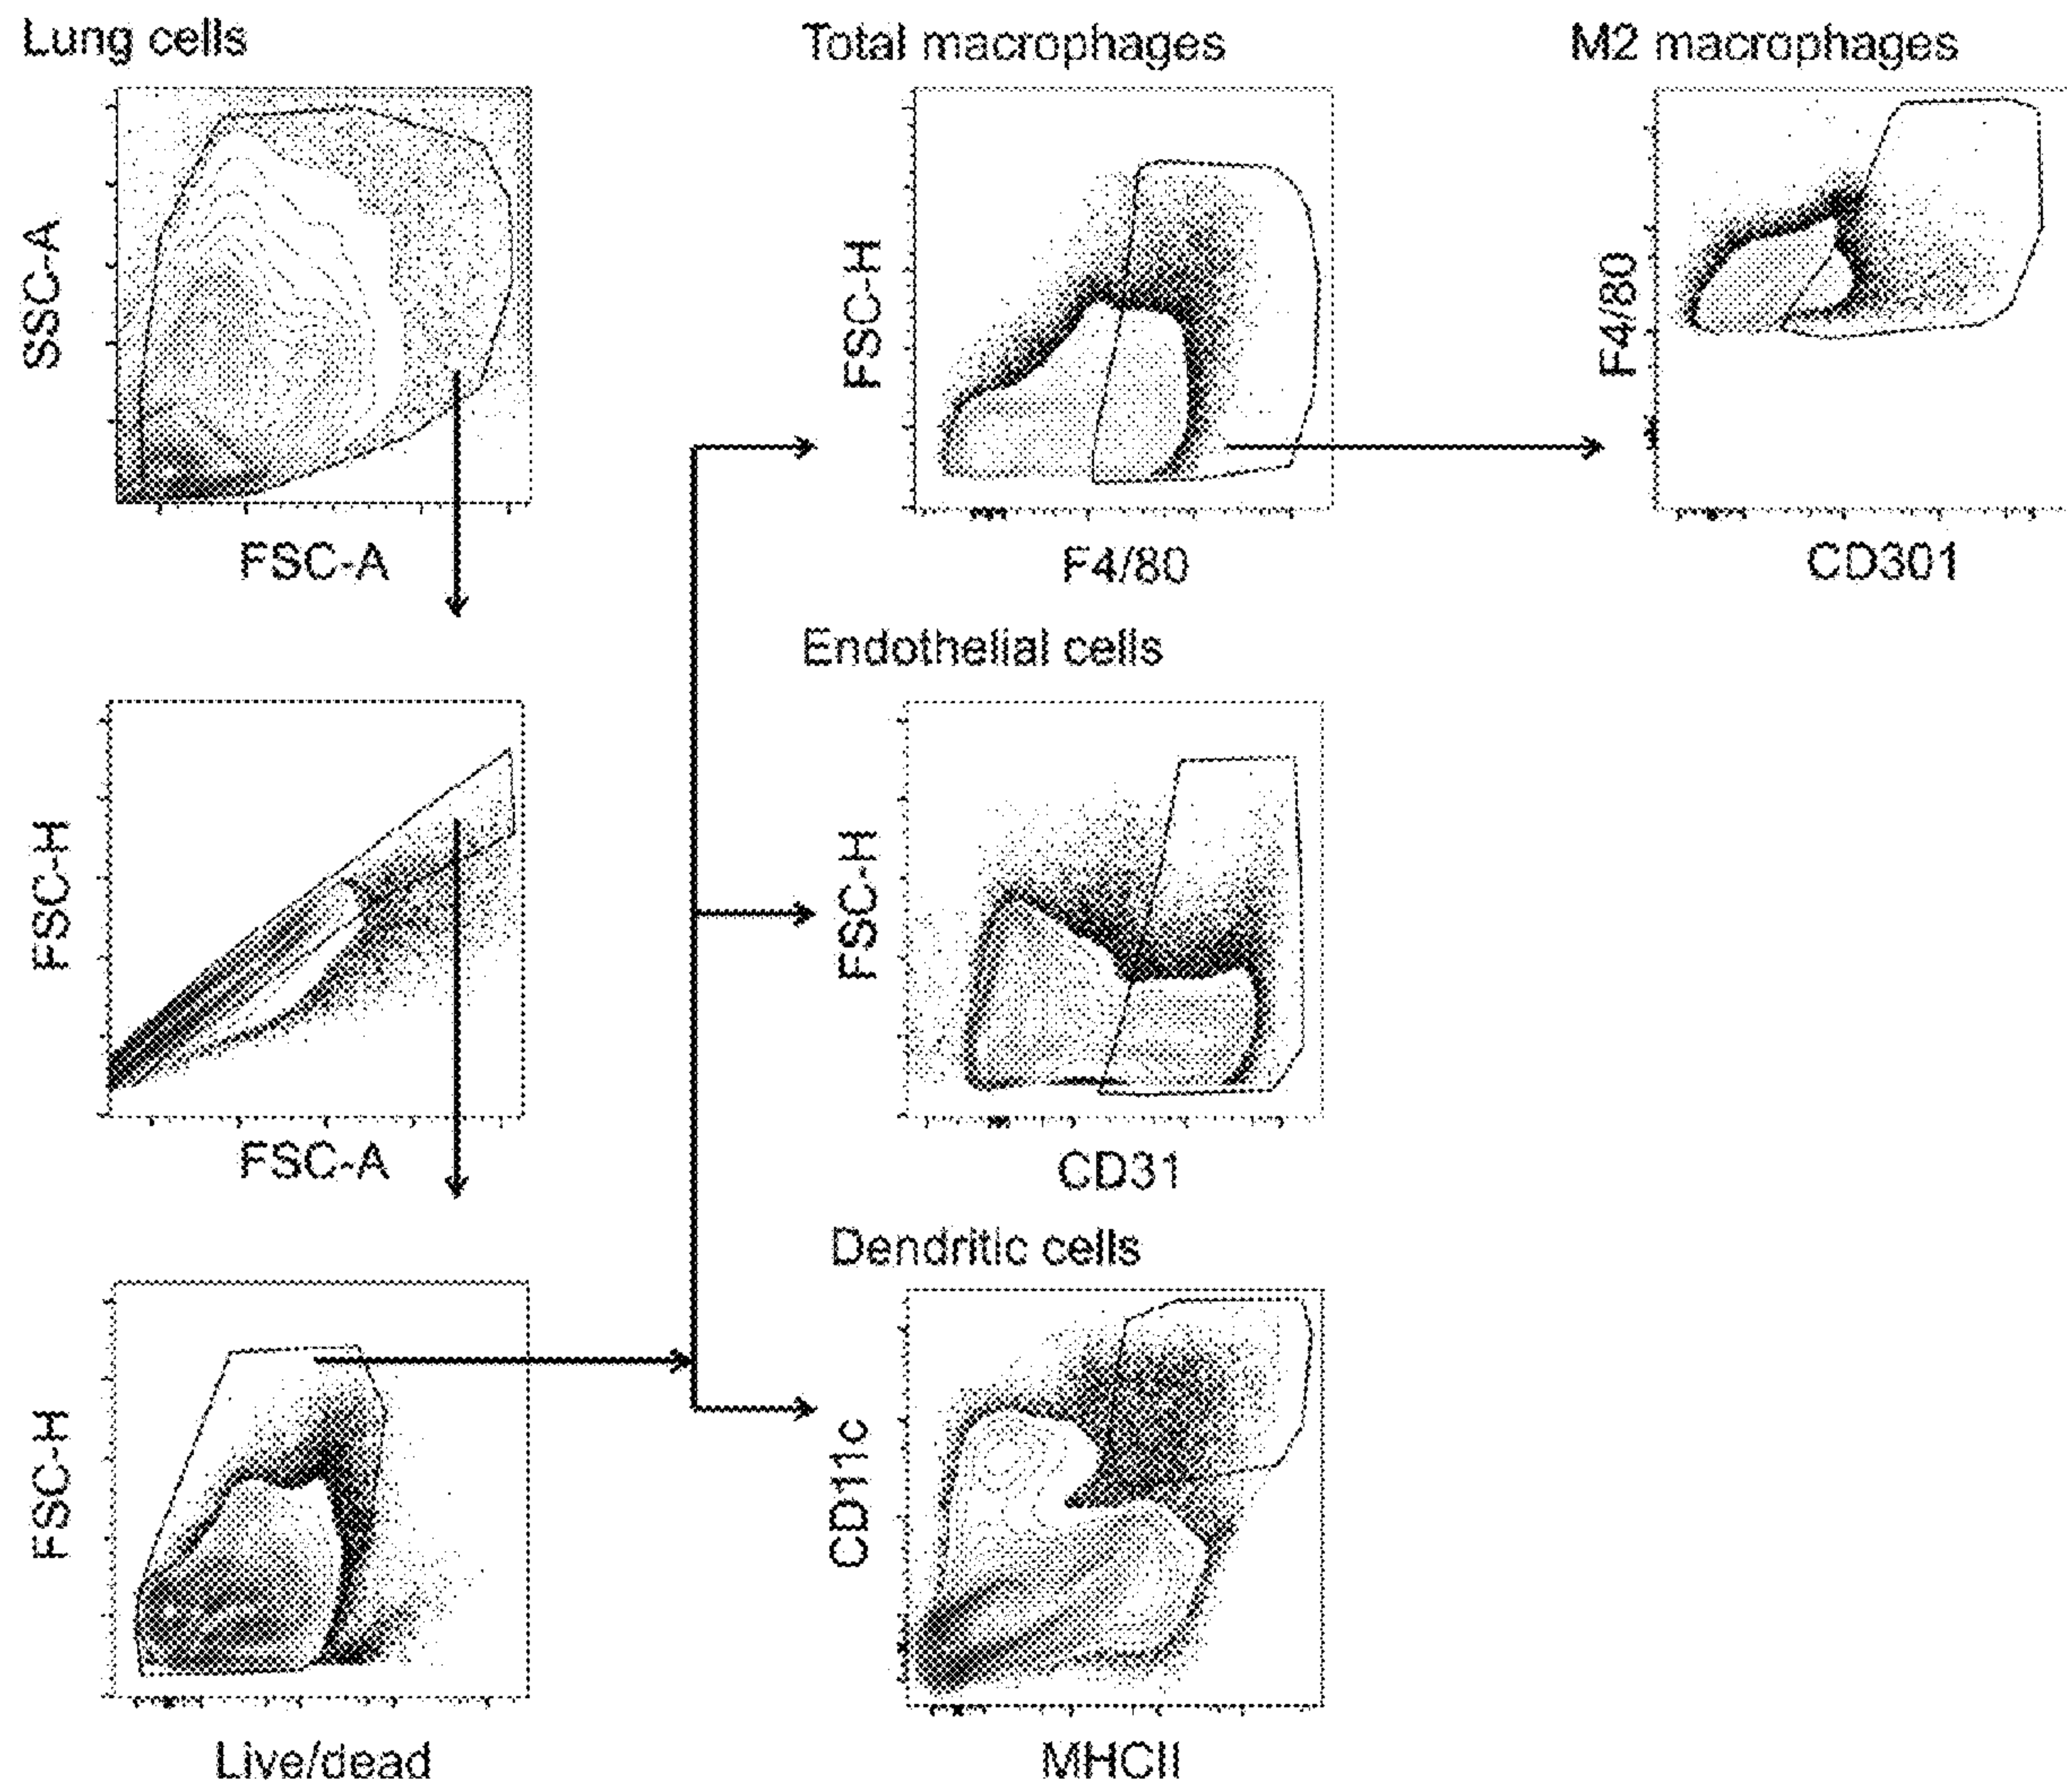 Lung cells
SSC-A
FSC-A
FSC-H
FSC-A
FSC-H
Live/dead
Total macrophages
FSC-H
F4/80
M2 macrophages
F4/80
CD301
Endothelial cells
FSC-H
CD31
Dendritic cells
CD11c
MHCII